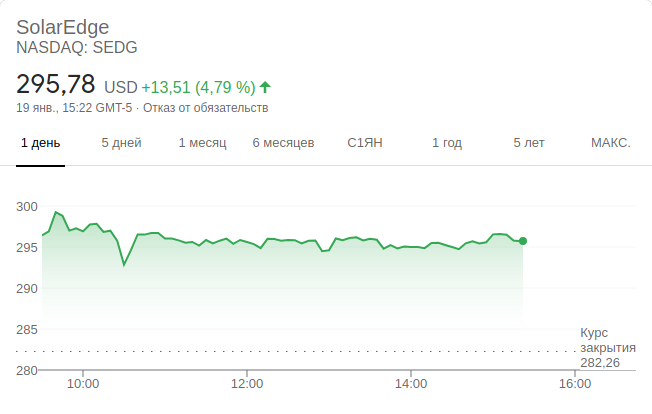 SolarEdge
NASDAQ: SEDG
295,78 USD +13,51 (4,79 %)
19 янв., 15:22 GMT-5 · Отказ от обязательств
1 день 5 дней 1 месяц 6 месяцев С1ЯН 1 год 5 лет МАКС.
300
295
290
285
Курс
закрытия
282,26
280
10:00 12:00 14:00 16:00